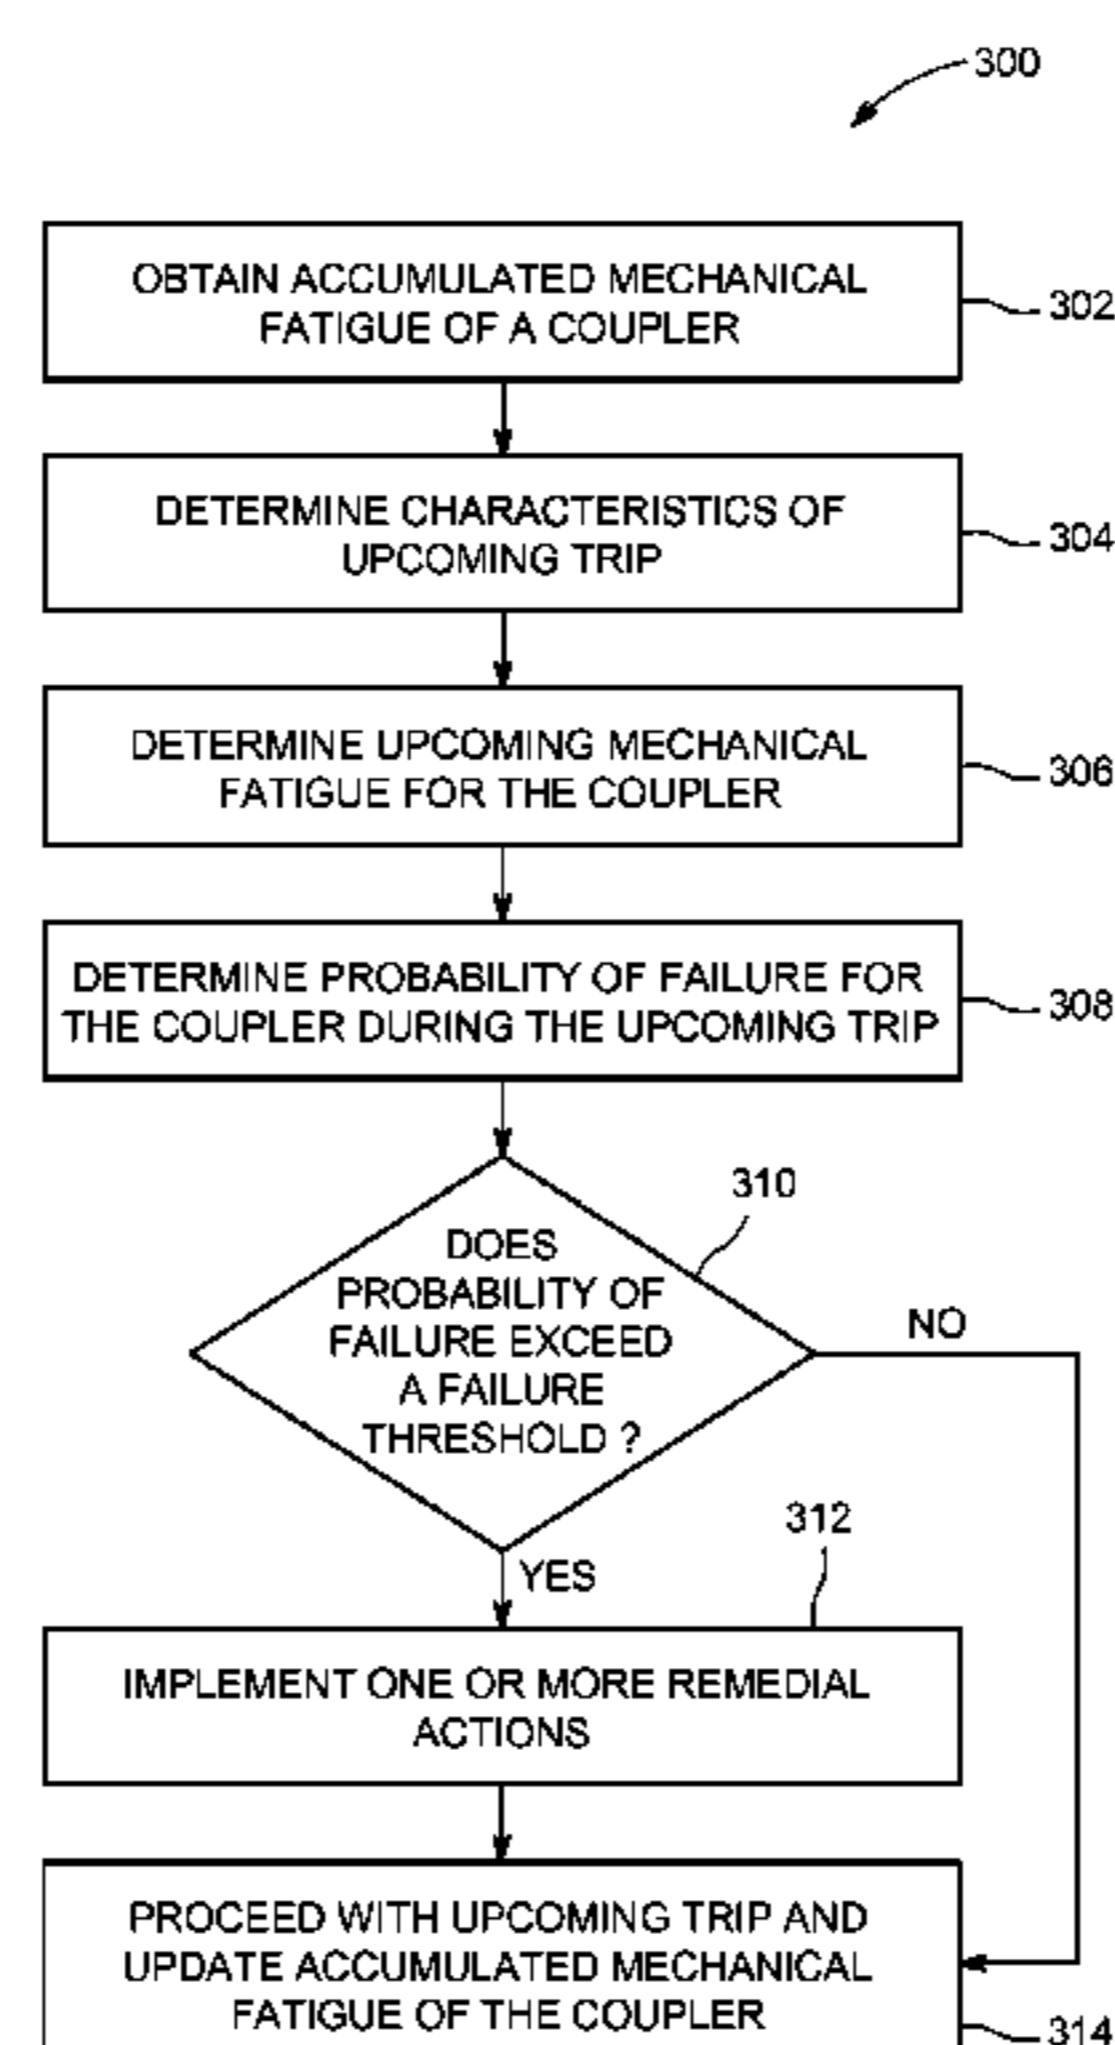 300
OBTAIN ACCUMULATED MECHANICAL
FATIGUE OF A COUPLER
302
DETERMINE CHARACTERISTICS OF
UPCOMING TRIP
304
DETERMINE UPCOMING MECHANICAL
FATIGUE FOR THE COUPLER
306
DETERMINE PROBABILITY OF FAILURE FOR
THE COUPLER DURING THE UPCOMING TRIP
308
310
DOES
PROBABILITY OF
FAILURE EXCEED
A FAILURE
THRESHOLD ?
NO
YES
312
IMPLEMENT ONE OR MORE REMEDIAL
ACTIONS
PROCEED WITH UPCOMING TRIP AND
UPDATE ACCUMULATED MECHANICAL
FATIGUE OF THE COUPLER
314